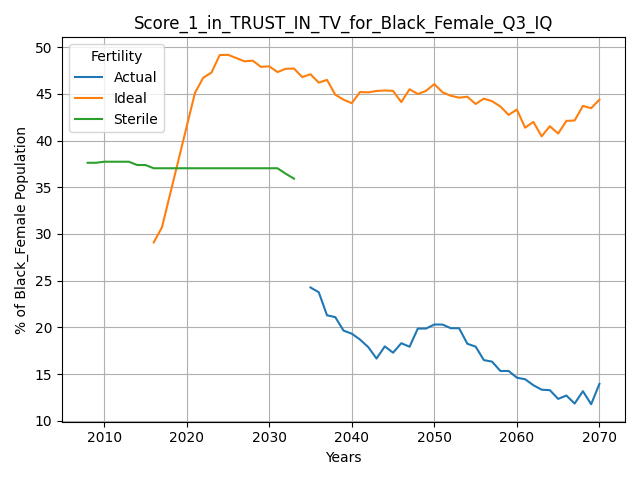 Score_1_in_TRUST_IN_TV_for_Black_Female_Q3_IQ
Fertility
Actual
Ideal
Sterile
% of Black_Female Population
50
45
40
35
30
25
20
15
10
2010 2020 2030 2040 2050 2060 2070
Years